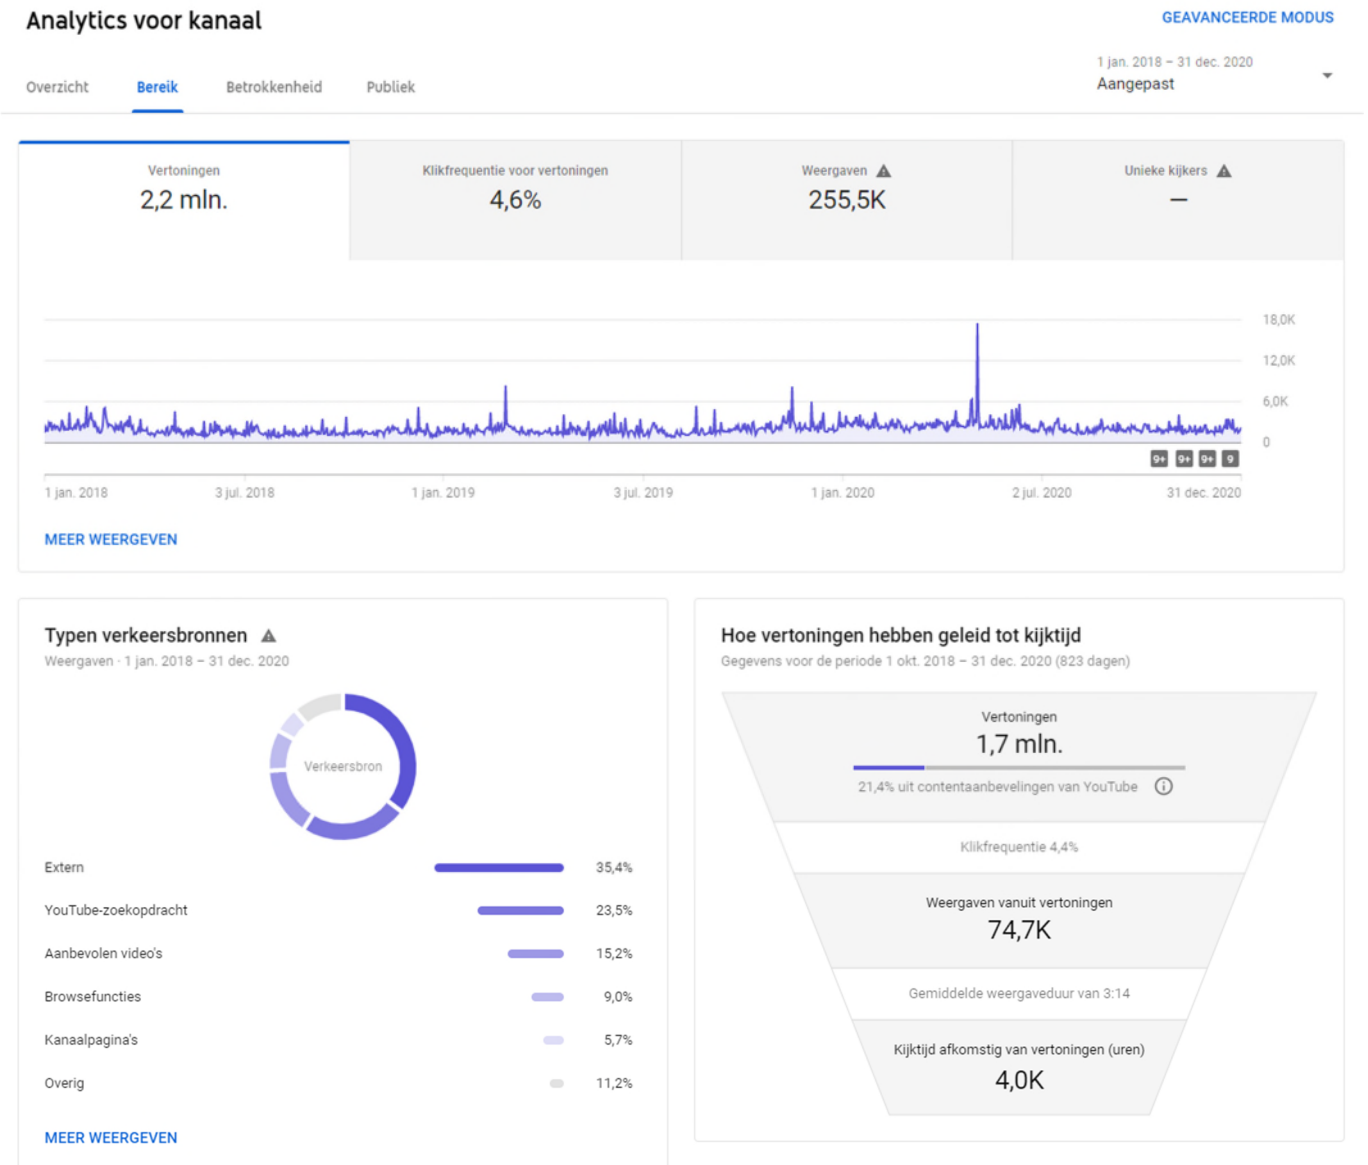 Analytics voor kanaal
GEAVANCEERDE MODUS
Overzicht
Bereik
Betrokkenheid
Publiek
1 jan. 2018 – 31 dec. 2020
Aangepast
Vertoningen
2,2 mln.
Klikfrequentie voor vertoningen
4,6%
Weergaven
255,5K
Unieke kijkers
—
18,0K
12,0K
6,0K
0
9+ 9+ 9+ 9
1 jan. 2018
3 jul. 2018
1 jan. 2019
3 jul. 2019
1 jan. 2020
2 jul. 2020
31 dec. 2020
MEER WEERGEVEN
Typen verkeersbronnen
Weergaven · 1 jan. 2018 – 31 dec. 2020
Verkeersbron
Extern 35,4%
YouTube-zoekopdracht 23,5%
Aanbevolen video's 15,2%
Browsefuncties 9,0%
Kanaalpagina's 5,7%
Overig 11,2%
MEER WEERGEVEN
Hoe vertoningen hebben geleid tot kijktijd
Gegevens voor de periode 1 okt. 2018 – 31 dec. 2020 (823 dagen)
Vertoningen
1,7 mln.
21,4% uit contentaanbevelingen van YouTube
Klikfrequentie 4,4%
Weergaven vanuit vertoningen
74,7K
Gemiddelde weergaveduur van 3:14
Kijktijd afkomstig van vertoningen (uren)
4,0K